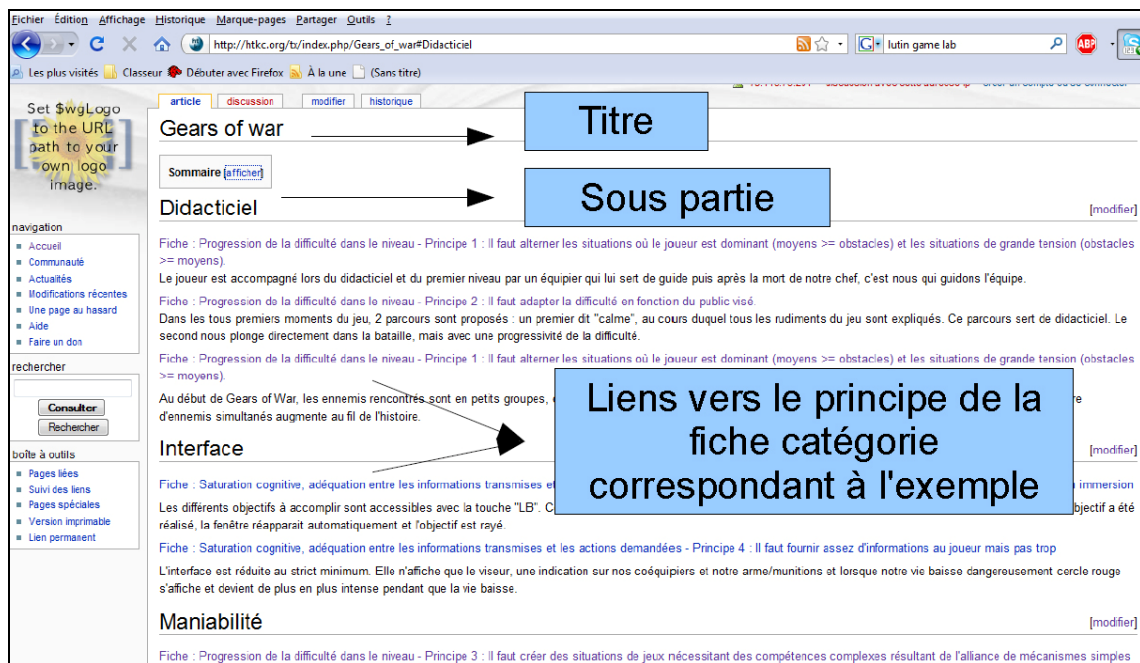 Fichier Édition Affichage Historique Marque-pages Partager Outils ?
http://htkc.org/tx/index.php/Gears_of_war#Didacticiel
lutin game lab
ABP
Les plus visités Classeur Débuter avec Firefox À la une (Sans titre)
Set $wgLogo
to the URL
path to your
own logo
image.
article discussion modifier historique
Gears of war
Titre
Sommaire [afficher]
Sous partie
Didacticiel
[modifier]
Fiche : Progression de la difficulté dans le niveau - Principe 1 : Il faut alterner les situations où le joueur est dominant (moyens >= obstacles) et les situations de grande tension (obstacles
>= moyens).
Le joueur est accompagné lors du didacticiel et du premier niveau par un équipier qui lui sert de guide puis après la mort de notre chef, c'est nous qui guidons l'équipe.
Fiche : Progression de la difficulté dans le niveau - Principe 2 : Il faut adapter la difficulté en fonction du public visé.
Dans les tous premiers moments du jeu, 2 parcours sont proposés : un premier dit "calme", au cours duquel tous les rudiments du jeu sont expliqués. Ce parcours sert de didacticiel. Le
second nous plonge directement dans la bataille, mais avec une progressivité de la difficulté.
Fiche : Progression de la difficulté dans le niveau - Principe 1 : Il faut alterner les situations où le joueur est dominant (moyens >= obstacles) et les situations de grande tension (obstacles
>= moyens).
Au début de Gears of War, les ennemis rencontrés sont en petits groupes,
d'ennemis simultanés augmente au fil de l'histoire.
Liens vers le principe de la
fiche catégorie
correspondant à l'exemple
Interface
[modifier]
Fiche : Saturation cognitive, adéquation entre les informations transmises et
immersion
Les différents objectifs à accomplir sont accessibles avec la touche "LB".
objectif a été
réalisé, la fenêtre réapparait automatiquement et l'objectif est rayé.
Fiche : Saturation cognitive, adéquation entre les informations transmises et les actions demandées - Principe 4 : Il faut fournir assez d'informations au joueur mais pas trop
L'interface est réduite au strict minimum. Elle n'affiche que le viseur, une indication sur nos coéquipiers et notre arme/munitions et lorsque notre vie baisse dangereusement cercle rouge
s'affiche et devient de plus en plus intense pendant que la vie baisse.
Maniabilité
[modifier]
Fiche : Progression de la difficulté dans le niveau - Principe 3 : Il faut créer des situations de jeux nécessitant des compétences complexes résultant de l'alliance de mécanismes simples
navigation
Accueil
Communauté
Actualités
Modifications récentes
Une page au hasard
Aide
Faire un don
rechercher
Consulter
Rechercher
boîte à outils
Pages liées
Suivi des liens
Pages spéciales
Version imprimable
Lien permanent